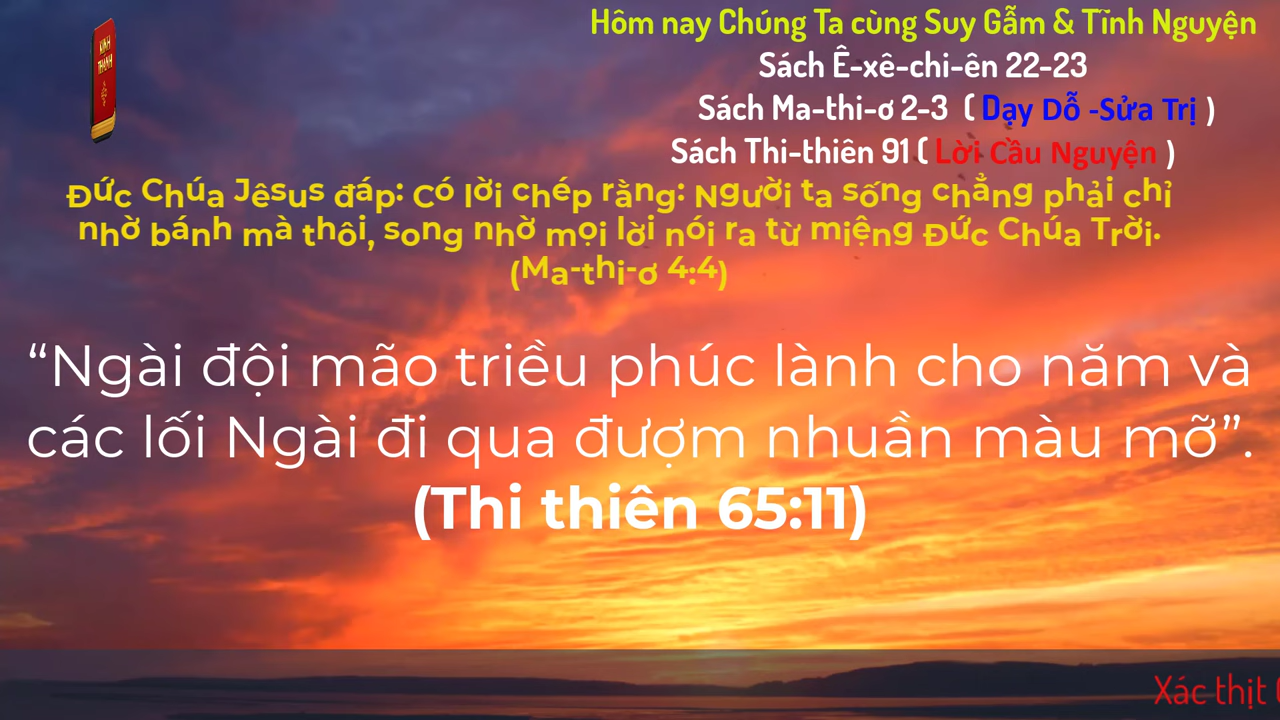 KINH
THÁNH
Hôm nay Chúng Ta cùng Suy Gẫm & Tĩnh Nguyện
Sách Ê-xê-chi-ên 22-23
Sách Ma-thi-ơ 2-3 ( Dạy Dỗ -Sửa Trị )
Sách Thi-thiên 91 ( Lời Cầu Nguyện )
Đức Chúa Jêsus đáp: Có lời chép rằng: Người ta sống chẳng phải chỉ
nhờ bánh mà thôi, song nhờ mọi lời nói ra từ miệng Đức Chúa Trời.
(Ma-thi-ơ 4:4)
“Ngài đội mão triều phúc lành cho năm và
các lối Ngài đi qua đượm nhuần màu mỡ”.
(Thi thiên 65:11)
Xác thịt